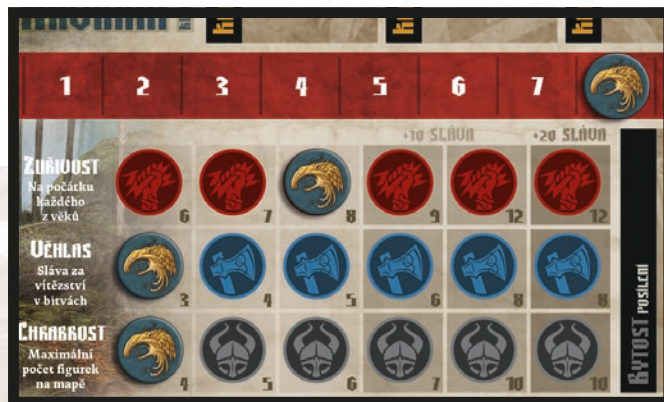 1 2 3 4 5 6 7
+10 SLÁVA +20 SLÁVA
ZUŘIVOST
Na počátku
každého
z věků
6 7 8 9 12 12
VĚHLAS
Sláva za
vítězství
v bitvách
3 4 5 6 8 8
CHRABROST
Maximální
počet figurek
na mapě
4 5 6 7 10 10
BYTOST POSÍLENÍ